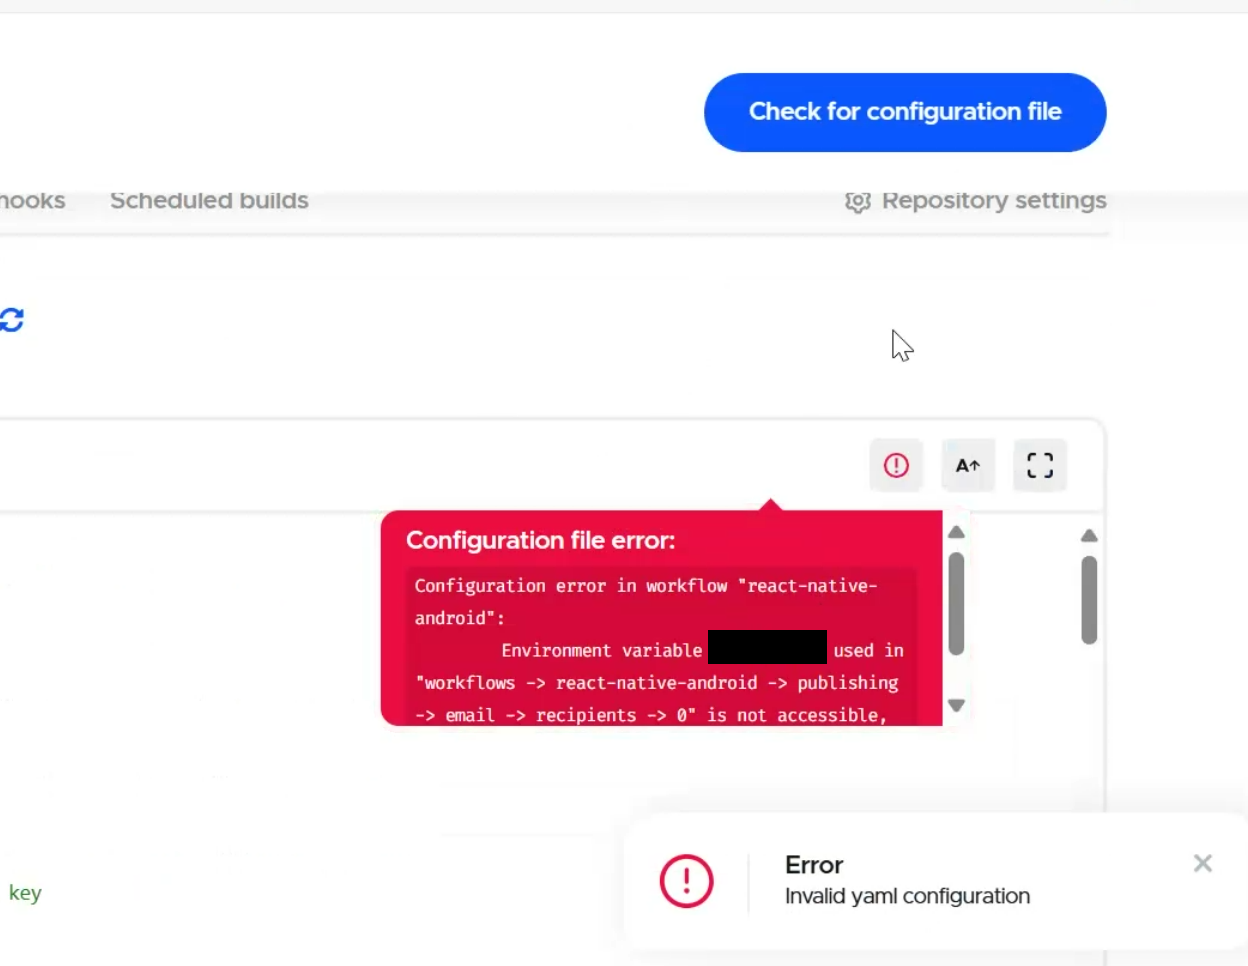 Check for configuration file
hooks Scheduled builds Repository settings
A↑
Configuration file error:
Configuration error in workflow "react-native-
android":
Environment variable used in
"workflows -> react-native-android -> publishing
-> email -> recipients -> 0" is not accessible,
Error
Invalid yaml configuration
key